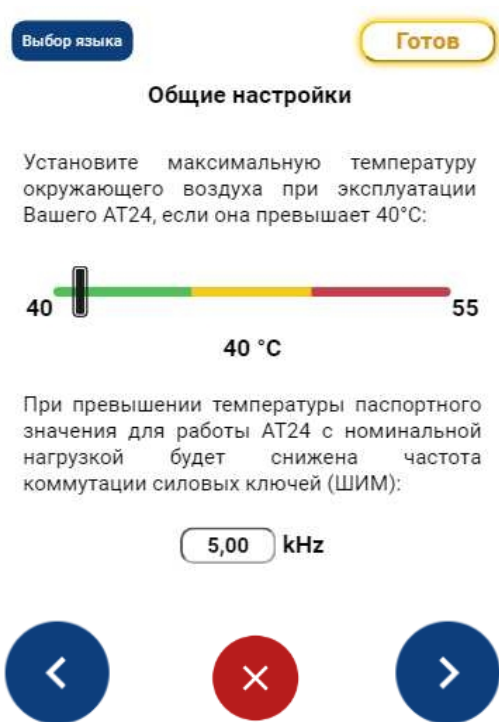 Выбор языка
Готов
Общие настройки
Установите максимальную температуру
окружающего воздуха при эксплуатации
Вашего АТ24, если она превышает 40°C:
40
55
40 °C
При превышении температуры паспортного
значения для работы АТ24 с номинальной
нагрузкой будет снижена частота
коммутации силовых ключей (ШИМ):
5,00 kHz